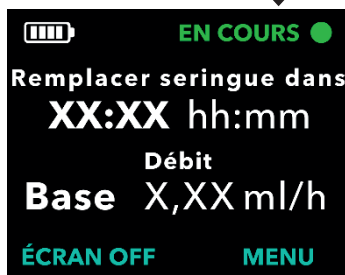 EN COURS
Remplacer seringue dans
XX:XX hh:mm
Débit
Base X,XX ml/h
ÉCRAN OFF MENU